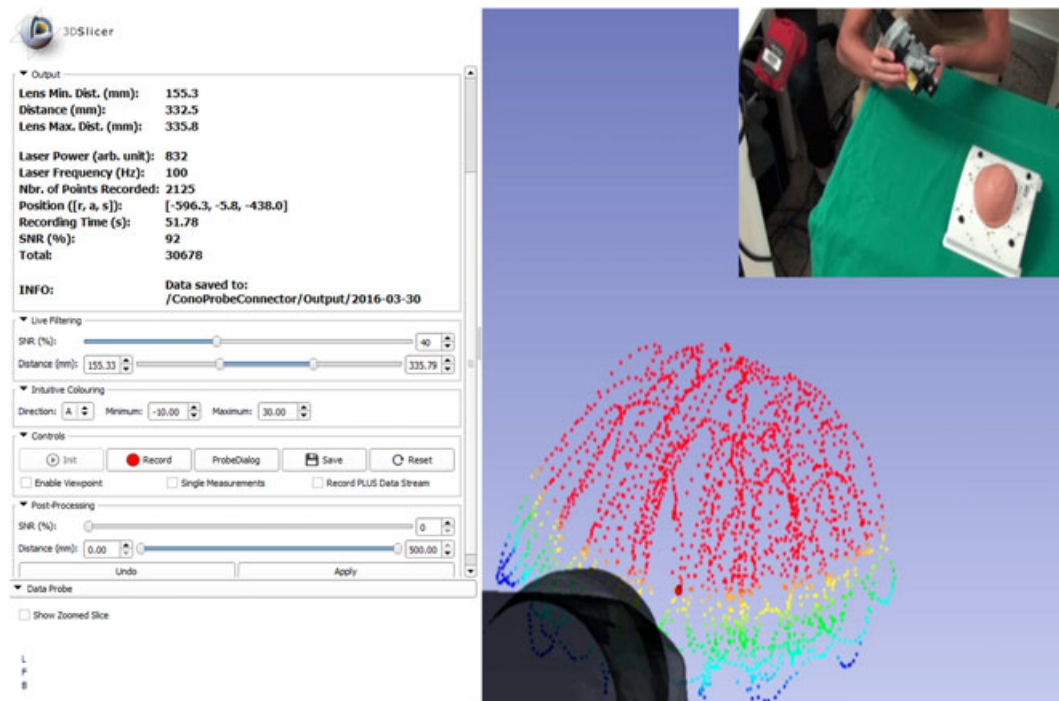 3DSlicer
Output
Lens Min. Dist. (mm): 155.3
Distance (mm): 332.5
Lens Max. Dist. (mm): 335.8
Laser Power (arb. unit): 832
Laser Frequency (Hz): 100
Nbr. of Points Recorded: 2125
Position ([r, a, s]): [-596.3, -5.8, -438.0]
Recording Time (s): 51.78
SNR (%): 92
Total: 30678
INFO: Data saved to:
/ConoProbeConnector/Output/2016-03-30
Live Filtering
SNR (%): 40
Distance (mm): 155.33 335.79
Intuitive Colouring
Direction: A Minimum: -10.00 Maximum: 30.00
Controls
Init Record ProbeDialog Save Reset
Enable Viewpoint Single Measurements Record PLUS Data Stream
Post-Processing
SNR (%): 0
Distance (mm): 0.00 500.00
Undo Apply
Data Probe
Show Zoomed Slice
L
F
B